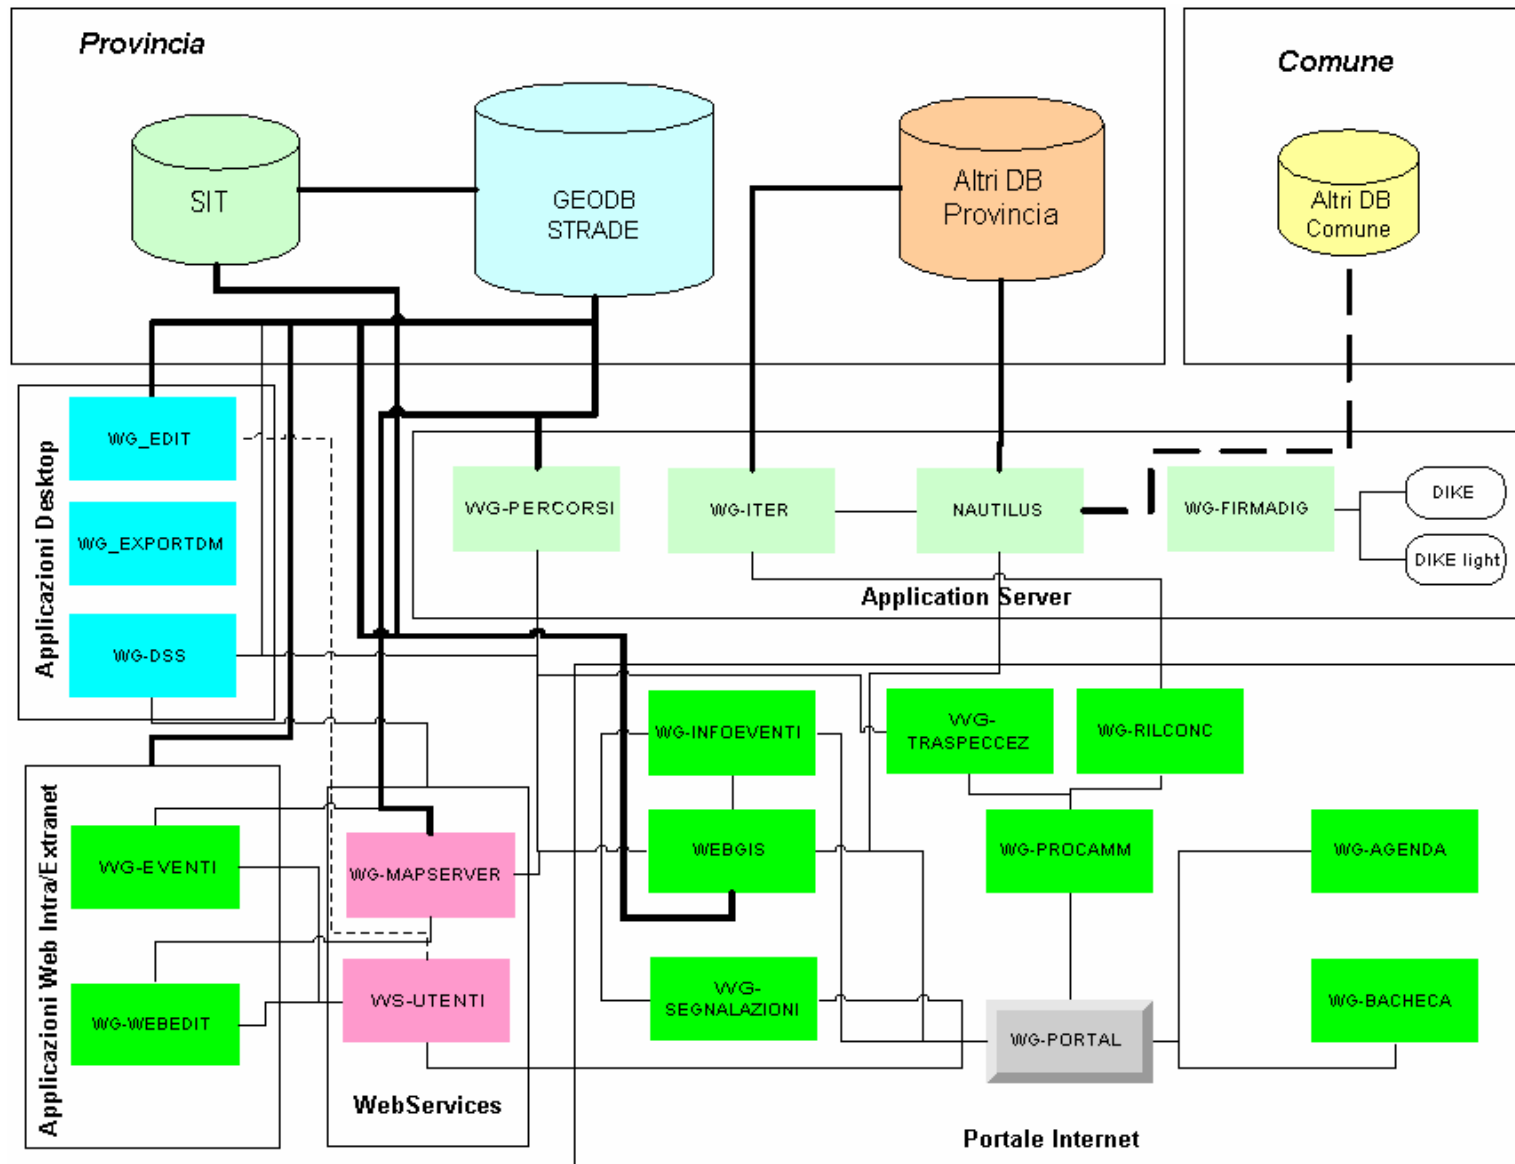 Provincia
Comune
SIT
GEODB
STRADE
Altri DB
Provincia
Altri DB
Comune
Applicazioni Desktop
WG_EDIT
WG_EXPORTDM
WG-DSS
WG-PERCORSI
WG-ITER
NAUTILUS
WG-FIRMADIG
DIKE
DIKE light
Application Server
Applicazioni Web Intra/Extranet
WG-EVENTI
WG-WEBEDIT
WG-MAPSERVER
WS-UTENTI
WebServices
WG-INFOEVENTI
WG-
TRASPECCEZ
WG-RILCONC
WEBGIS
WG-PROCAMM
WG-AGENDA
WG-
SEGNALAZIONI
WG-PORTAL
WG-BACHECA
Portale Internet